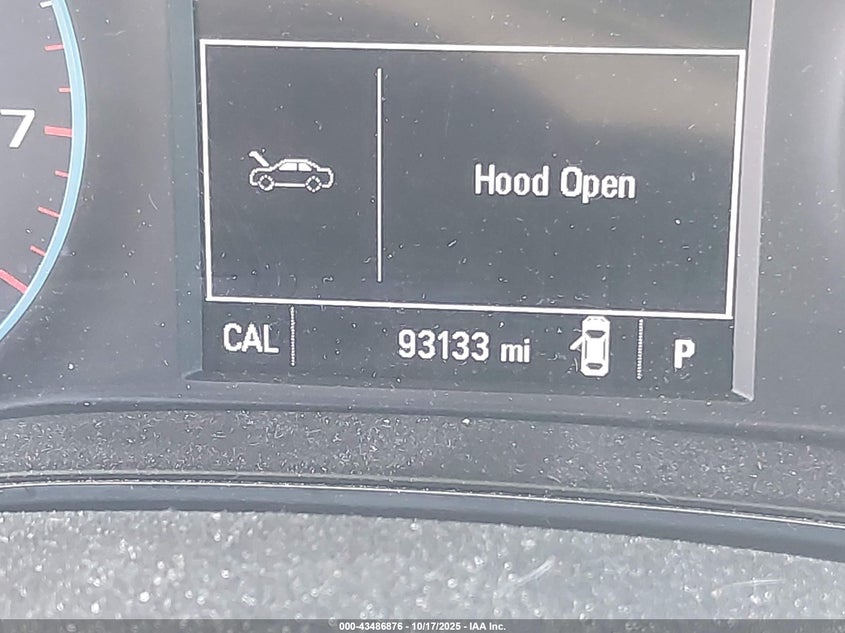 7
Hood Open
CAL 93133 mi P
000-43486876 - 10/17/2025 - IAA Inc.